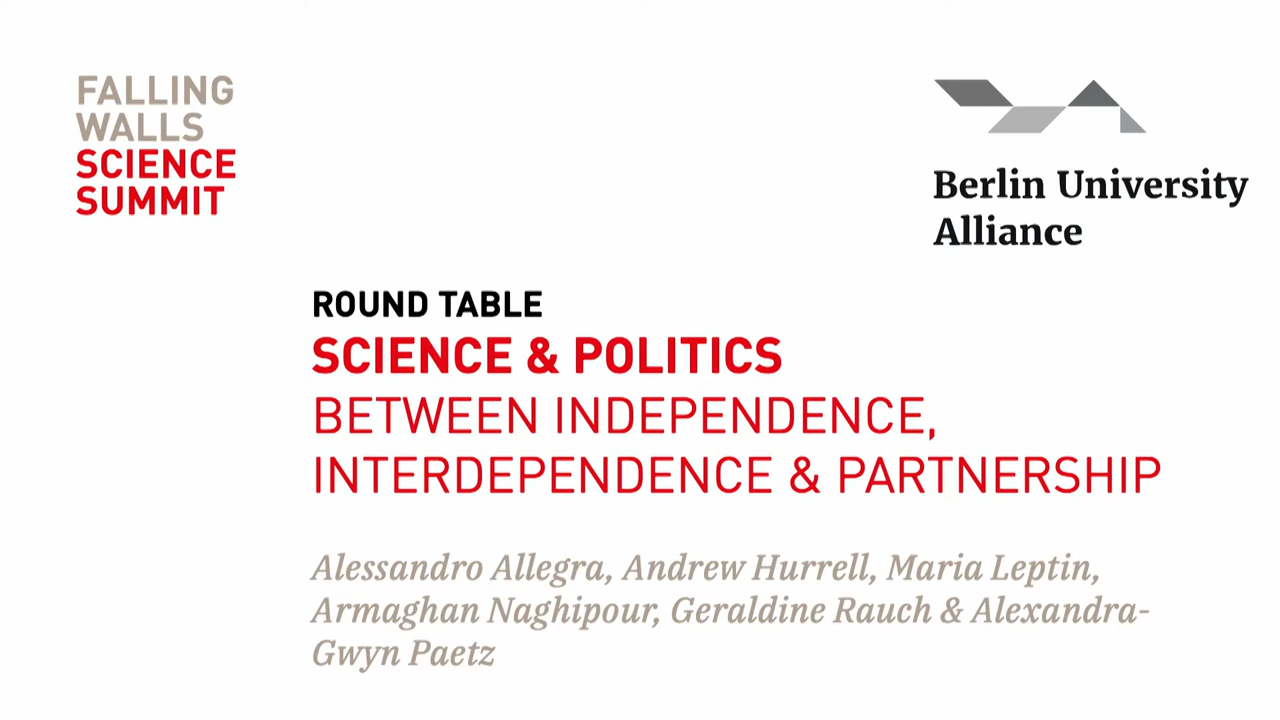 FALLING
WALLS
SCIENCE
SUMMIT
Berlin University
Alliance
ROUND TABLE
SCIENCE & POLITICS
BETWEEN INDEPENDENCE,
INTERDEPENDENCE & PARTNERSHIP
Alessandro Allegra, Andrew Hurrell, Maria Leptin,
Armaghan Naghipour, Geraldine Rauch & Alexandra-
Gwyn Paetz